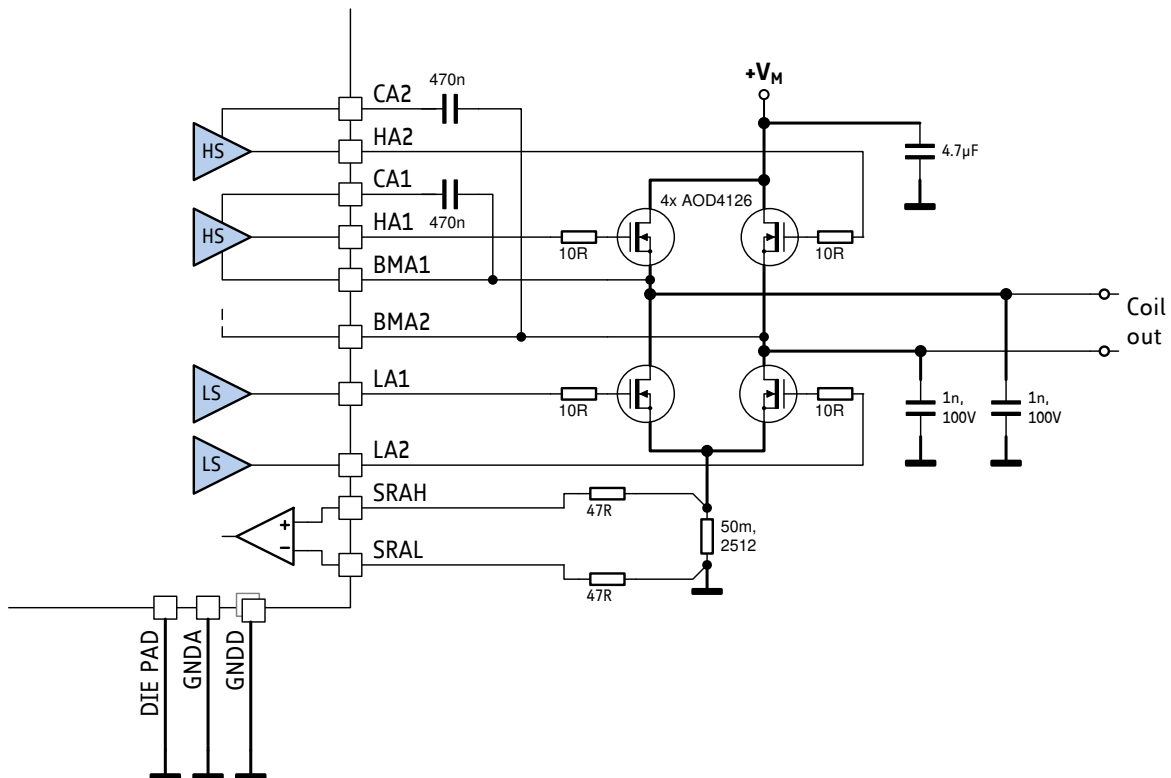 +VM
CA2
470n
HS
HA2
4.7µF
CA1
470n
4x AOD4126
HS
HA1
10R
10R
BMA1
Coil
out
BMA2
LS
LA1
10R
10R
1n,
100V
1n,
100V
LS
LA2
SRAH
47R
+
−
50m,
2512
SRAL
47R
DIE PAD
GNDA
GNDD